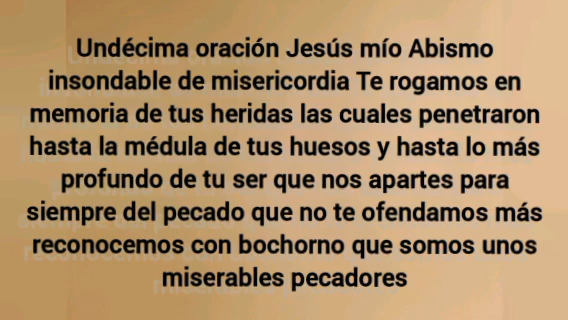 Undécima oración Jesús mío Abismo
insondable de misericordia Te rogamos en
memoria de tus heridas las cuales penetraron
hasta la médula de tus huesos y hasta lo más
profundo de tu ser que nos apartes para
siempre del pecado que no te ofendamos más
reconocemos con bochorno que somos unos
miserables pecadores